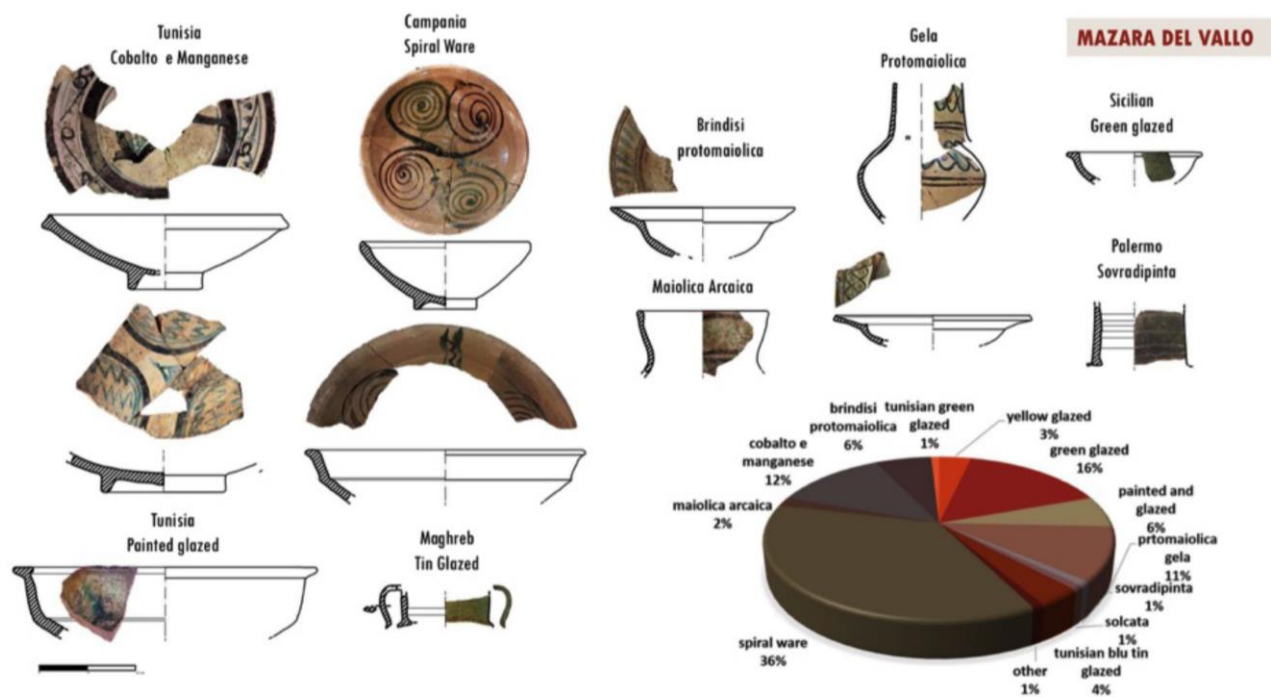 MAZARA DEL VALLO
Tunisia
Cobalto e Manganese
Campania
Spiral Ware
Brindisi
protomaiolica
Gela
Protomaiolica
Sicilian
Green glazed
Maiolica Arcaica
Palermo
Sovradipinta
Tunisia
Painted glazed
Maghreb
Tin Glazed
brindisi
protomaiolica
6%
tunisian green
glazed
1%
yellow glazed
3%
green glazed
16%
painted and
glazed
6%
prtomaiolica
gela
11%
sovradipinta
1%
solcata
1%
tunisian blu tin
glazed
4%
other
1%
spiral ware
36%
maiolica arcaica
2%
cobalto e
manganese
12%